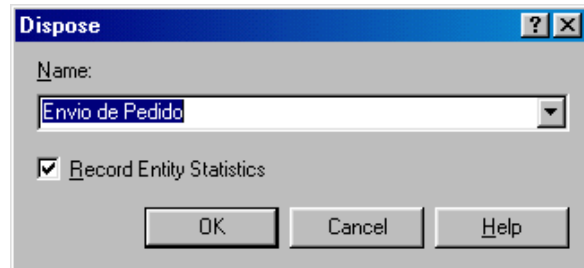 Dispose
Name:
Envio de Pedido
Record Entity Statistics
OK Cancel Help